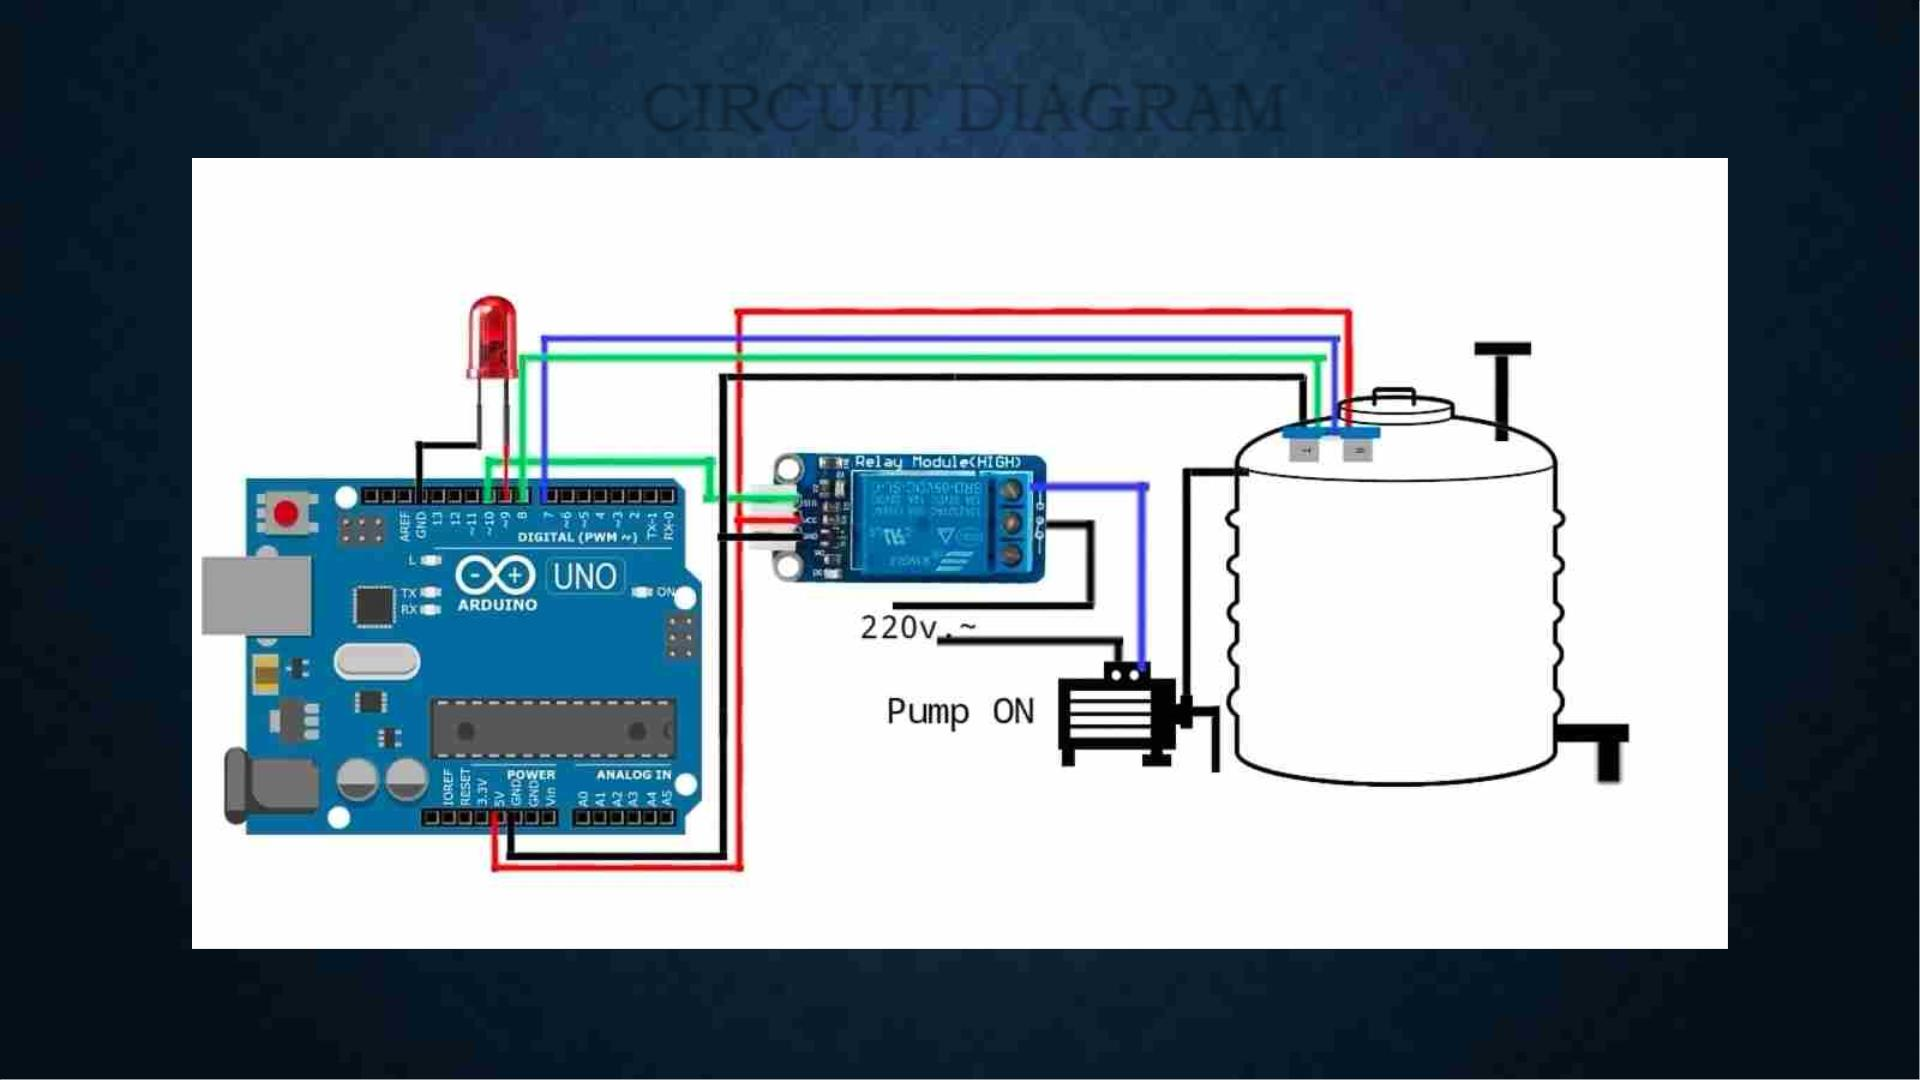 CIRCUIT DIAGRAM
Relay Module(HIGH)
AREF
GND
13
12
~11
~10
~9
8
7
~6
~5
4
~3
2
TX-1
RX-0
DIGITAL (PWM ~)
L
TX
RX
UNO
ON
ARDUINO
220v.~
Pump ON
POWER
ANALOG IN
IOREF
RESET
3.3V
5V
GND
GND
Vin
A0
A1
A2
A3
A4
A5